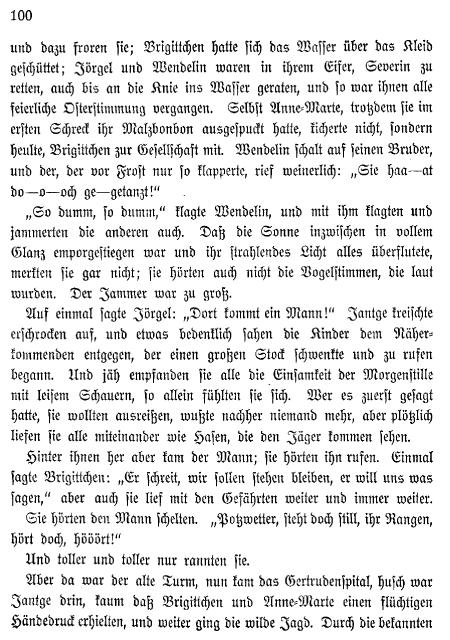 100
und dazu froren sie; Brigittchen hatte sich das Wasser über das Kleid
geschüttet; Jörgel und Wendelin waren in ihrem Eifer, Severin zu
retten, auch bis an die Knie ins Wasser geraten, und so war ihnen alle
feierliche Osterstimmung vergangen. Selbst Anne-Marte, trotzdem sie im
ersten Schreck ihr Malzbonbon ausgespuckt hatte, kicherte nicht, sondern
heulte, Brigittchen zur Gesellschaft mit. Wendelin schalt auf seinen Bruder,
und der, der vor Frost nur so klapperte, rief weinerlich: „Sie haa—at
do—o—och ge—getanzt!“
„So dumm, so dumm,“ klagte Wendelin, und mit ihm klagten und
jammerten die anderen auch. Daß die Sonne inzwischen in vollem
Glanz emporgestiegen war und ihr strahlendes Licht alles überflutete,
merkten sie gar nicht; sie hörten auch nicht die Vogelstimmen, die laut
wurden. Der Jammer war zu groß.
Auf einmal sagte Jörgel: „Dort kommt ein Mann!“ Jantge kreischte
erschrocken auf, und etwas bedenklich sahen die Kinder dem Näher-
kommenden entgegen, der einen großen Stock schwenkte und zu rufen
begann. Und jäh empfanden sie alle die Einsamkeit der Morgenstille
mit leisem Schauern, so allein fühlten sie sich. Wer es zuerst gesagt
hatte, sie wollten ausreißen, wußte nachher niemand mehr, aber plötzlich
liefen sie alle miteinander wie Hasen, die den Jäger kommen sehen.
Hinter ihnen her aber kam der Mann; sie hörten ihn rufen. Einmal
sagte Brigittchen: „Er schreit, wir sollen stehen bleiben, er will uns was
sagen,“ aber auch sie lief mit den Gefährten weiter und immer weiter.
Sie hörten den Mann schelten. „Potzwetter, steht doch still, ihr Rangen,
hört doch, hööört!“
Und toller und toller nur rannten sie.
Aber da war der alte Turm, nun kam das Gertrudenspital, husch war
Jantge drin, kaum daß Brigittchen und Anne-Marte einen flüchtigen
Händedruck erhielten, und weiter ging die wilde Jagd. Durch die bekannten